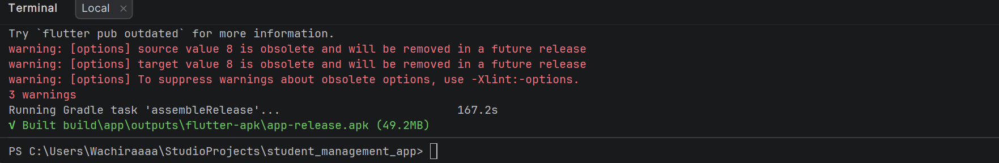 Terminal Local ×
Try `flutter pub outdated` for more information.
warning: [options] source value 8 is obsolete and will be removed in a future release
warning: [options] target value 8 is obsolete and will be removed in a future release
warning: [options] To suppress warnings about obsolete options, use -Xlint:-options.
3 warnings
Running Gradle task 'assembleRelease'... 167.2s
√ Built build\app\outputs\flutter-apk\app-release.apk (49.2MB)
PS C:\Users\Wachiraaaa\StudioProjects\student_management_app>